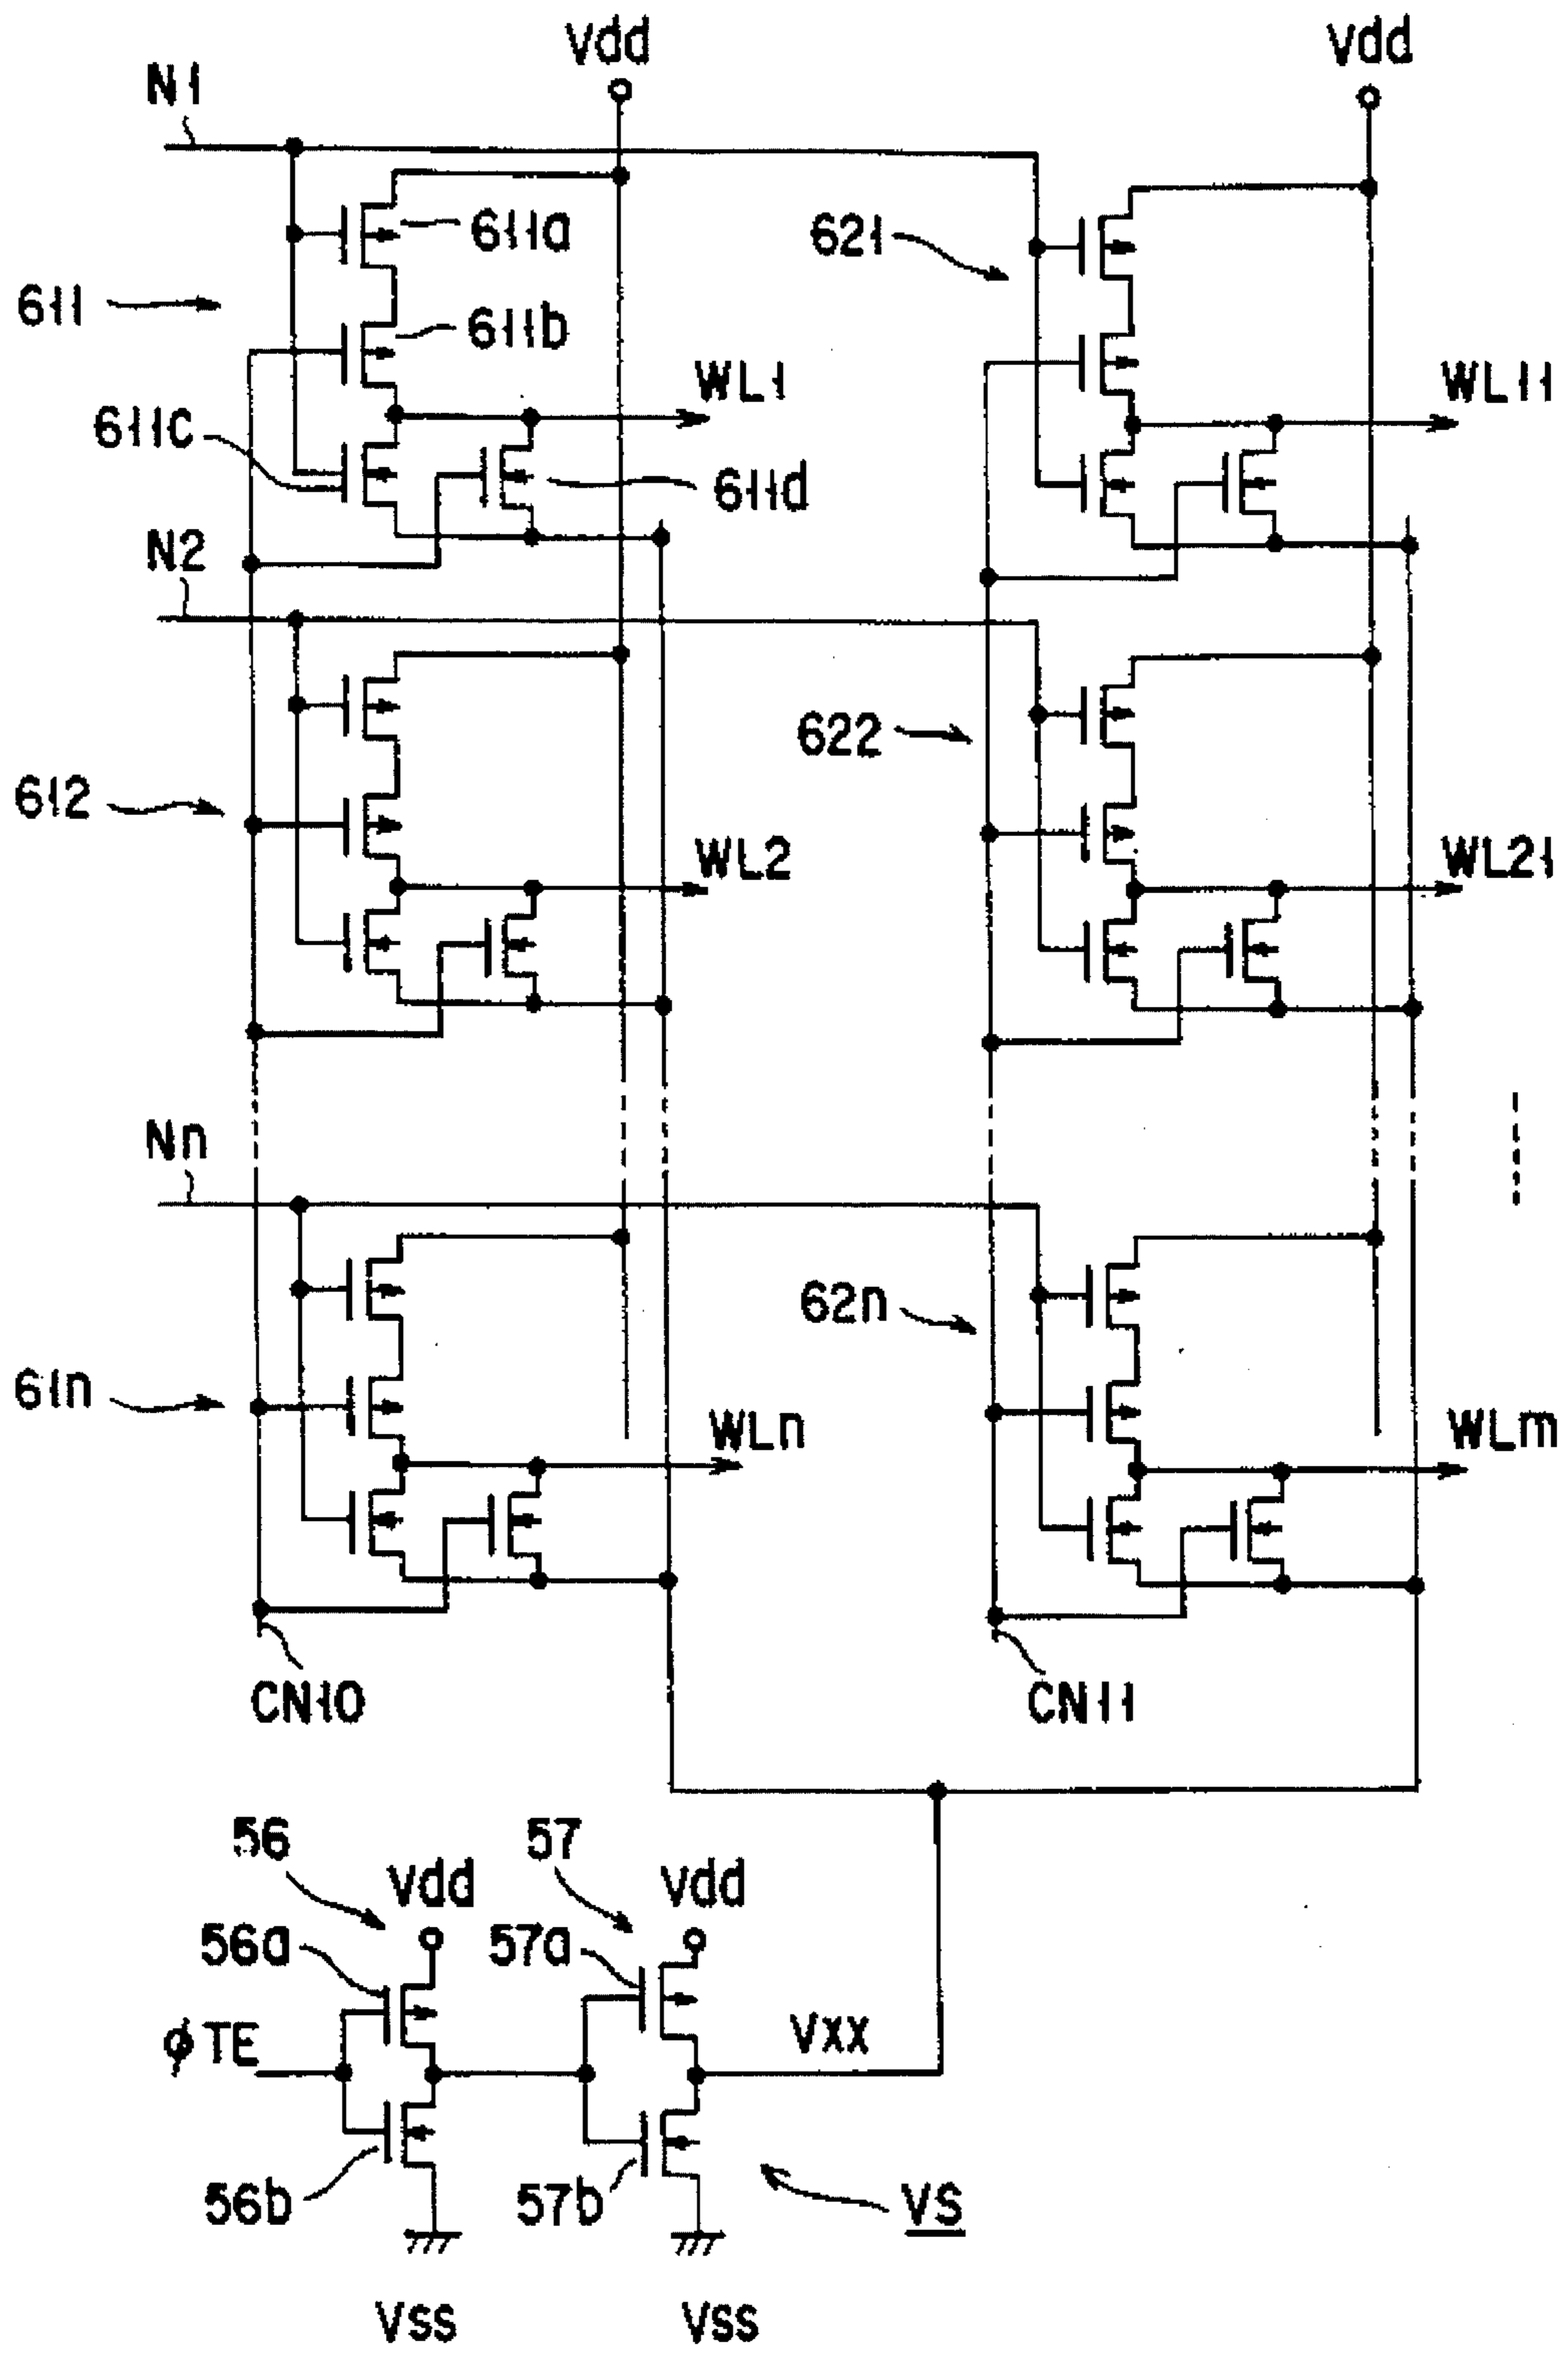 Vdd
Vdd
N1
611a
621
611
611b
WL1
WL11
611c
611d
N2
622
612
WL2
WL21
Nn
62n
61n
WLn
WLm
CN10
CN11
56
57
Vdd
Vdd
56a
57a
φTE
VXX
56b
57b
VS
VSS
VSS